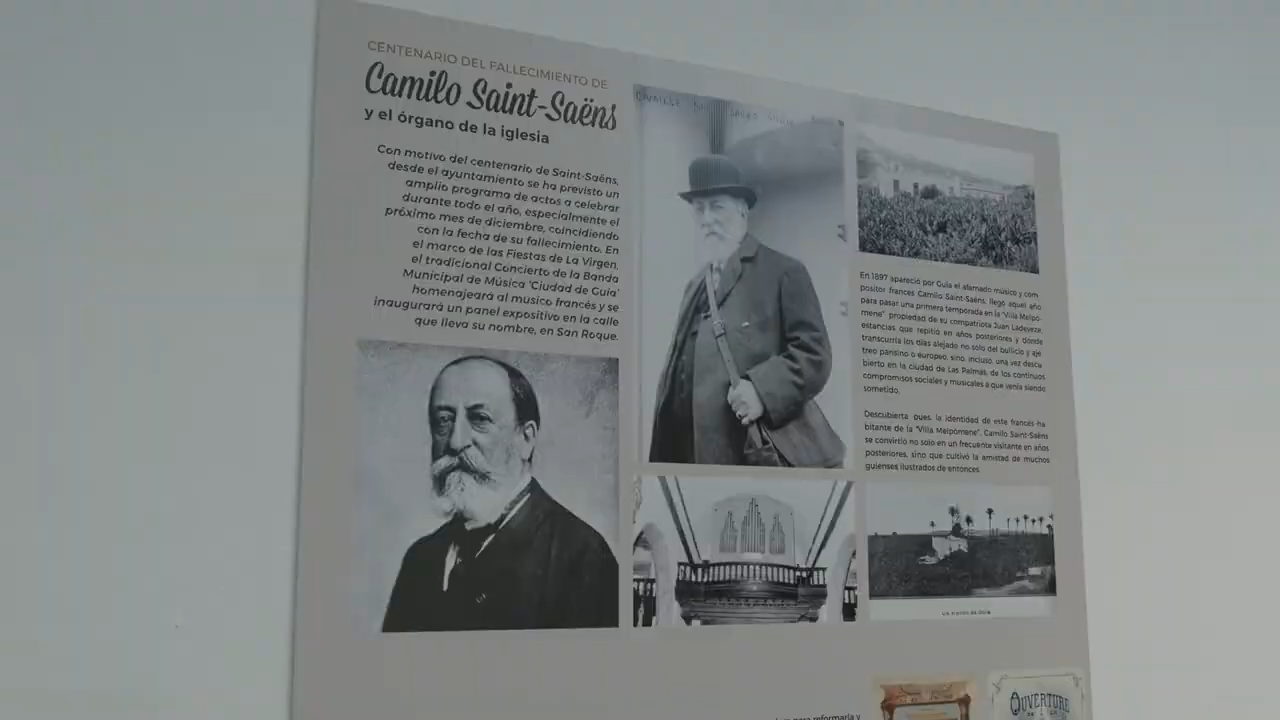 CENTENARIO DEL FALLECIMIENTO DE
Camilo Saint-Saëns
y el órgano de la iglesia
Con motivo del centenario de Saint-Saëns,
desde el ayuntamiento se ha previsto un
amplio programa de actos a celebrar
durante todo el año, especialmente el
próximo mes de diciembre, coincidiendo
con la fecha de su fallecimiento. En
el marco de las Fiestas de La Virgen,
el tradicional Concierto de la Banda
Municipal de Música 'Ciudad de Guía'
homenajeará al músico francés y se
inaugurará un panel expositivo en la calle
que lleva su nombre, en San Roque.
CAMILLE
En 1897 apareció por Guía el afamado músico y com
positor frances Camilo Saint-Saëns, llegó aquel año
para pasar una primera temporada en la "Villa Melpó-
mene" propiedad de su compatriota Juan Ladeveze,
estancias que repitió en años posteriores y donde
transcurría los días alejado no solo del bullicio y aje
treo parisino o europeo, sino, incluso, una vez descu
bierto en la ciudad de Las Palmas, de los continuos
compromisos sociales y musicales a que venía siendo
sometido.
Descubierta pues, la identidad de este francés ha
bitante de la "Villa Melpómene", Camilo Saint-Saëns
se convirtió no solo en un frecuente visitante en años
posteriores, sino que cultivó la amistad de muchos
guienses ilustrados de entonces.
para reformarla y
OUVERTURE